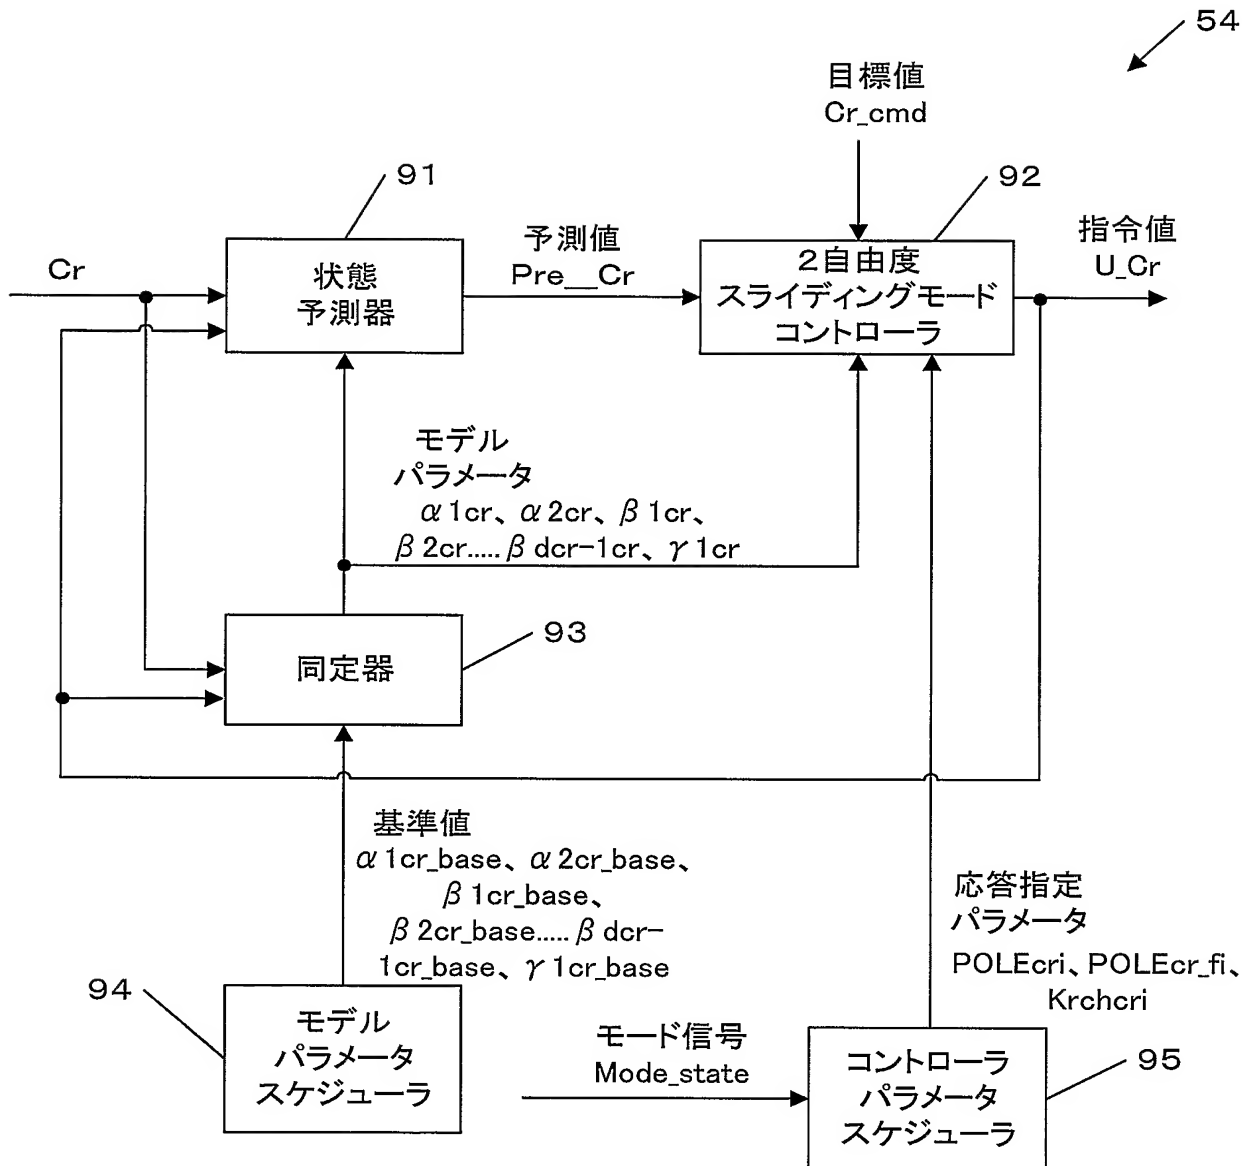 54
目標値
Cr_cmd
91
92
Cr
状態
予測器
予測値
Pre__Cr
2自由度
スライディングモード
コントローラ
指令値
U_Cr
モデル
パラメータ
α1cr、α2cr、β1cr、
β2cr.....βdcr-1cr、γ1cr
93
同定器
基準値
α1cr_base、α2cr_base、
β1cr_base、
β2cr_base.....βdcr-
1cr_base、γ1cr_base
応答指定
パラメータ
POLEcri、POLEcr_fi、
Krchcri
94
モデル
パラメータ
スケジューラ
モード信号
Mode_state
コントローラ
パラメータ
スケジューラ
95